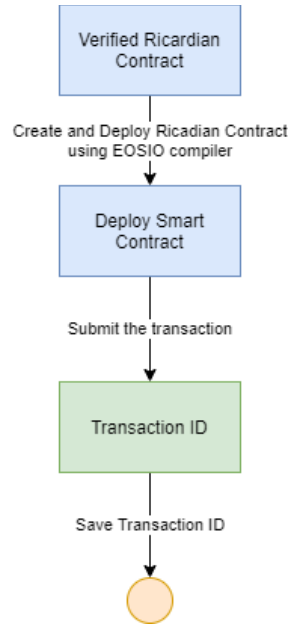 Verified Ricardian
Contract
Create and Deploy Ricadian Contract
using EOSIO compiler
Deploy Smart
Contract
Submit the transaction
Transaction ID
Save Transaction ID